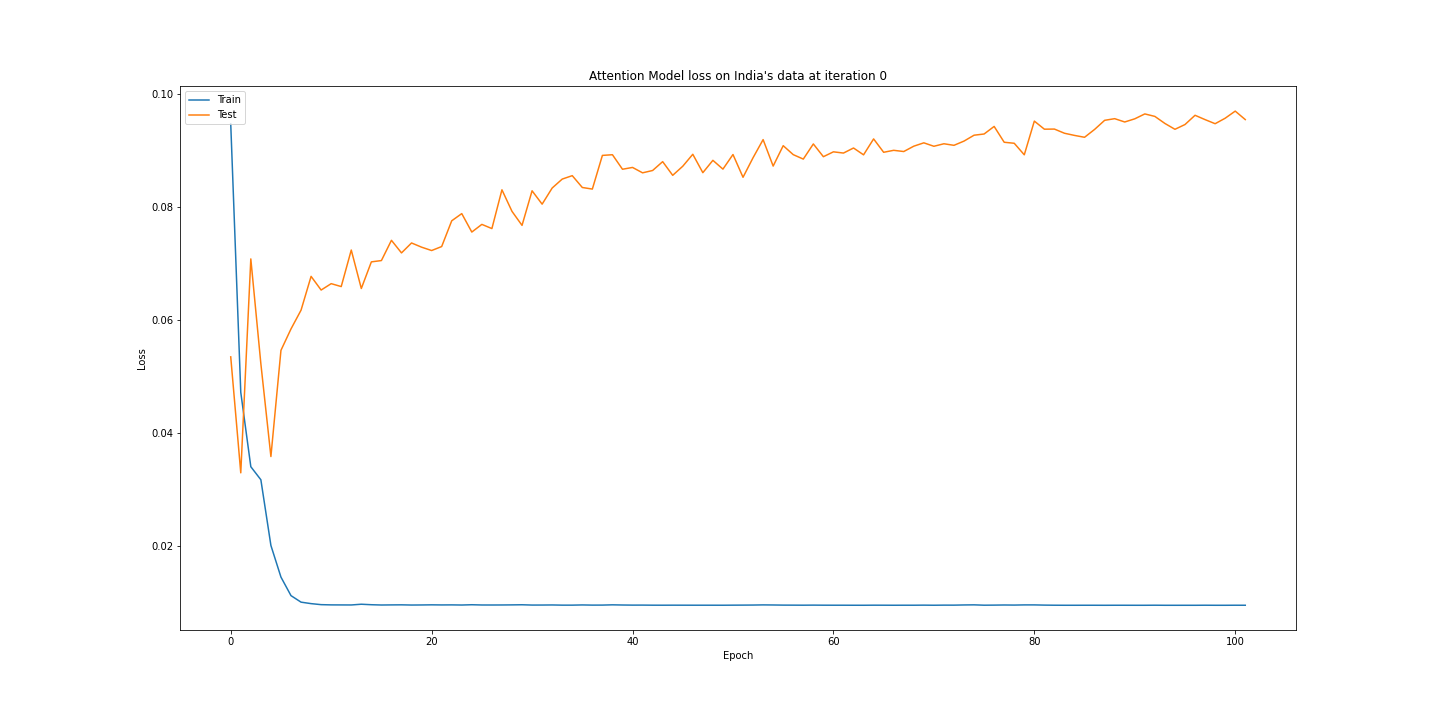 Attention Model loss on India's data at iteration 0
Train
Test
0.10
0.08
0.06
0.04
0.02
Loss
0 20 40 60 80 100
Epoch